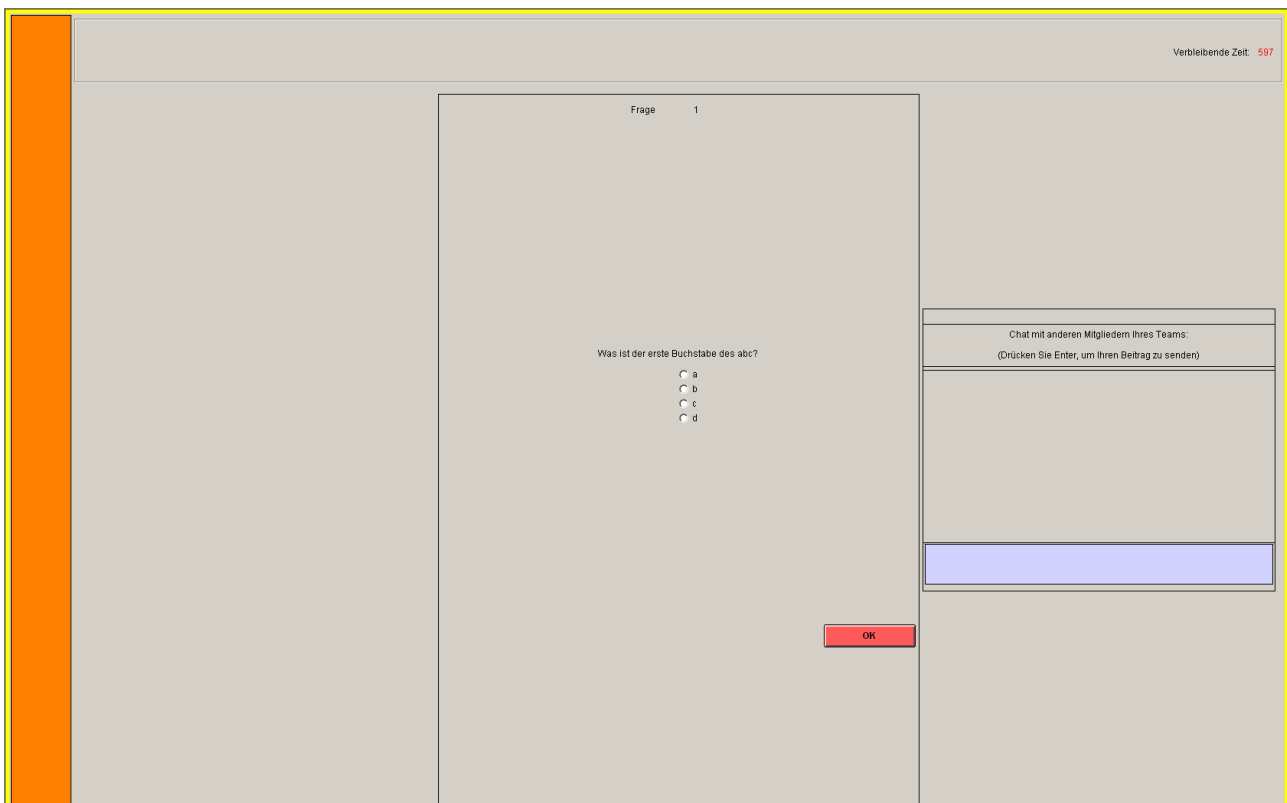 Verbleibende Zeit: 597
Frage 1
Was ist der erste Buchstabe des abc?
a
b
c
d
OK
Chat mit anderen Mitgliedern Ihres Teams:
(Drücken Sie Enter, um Ihren Beitrag zu senden)